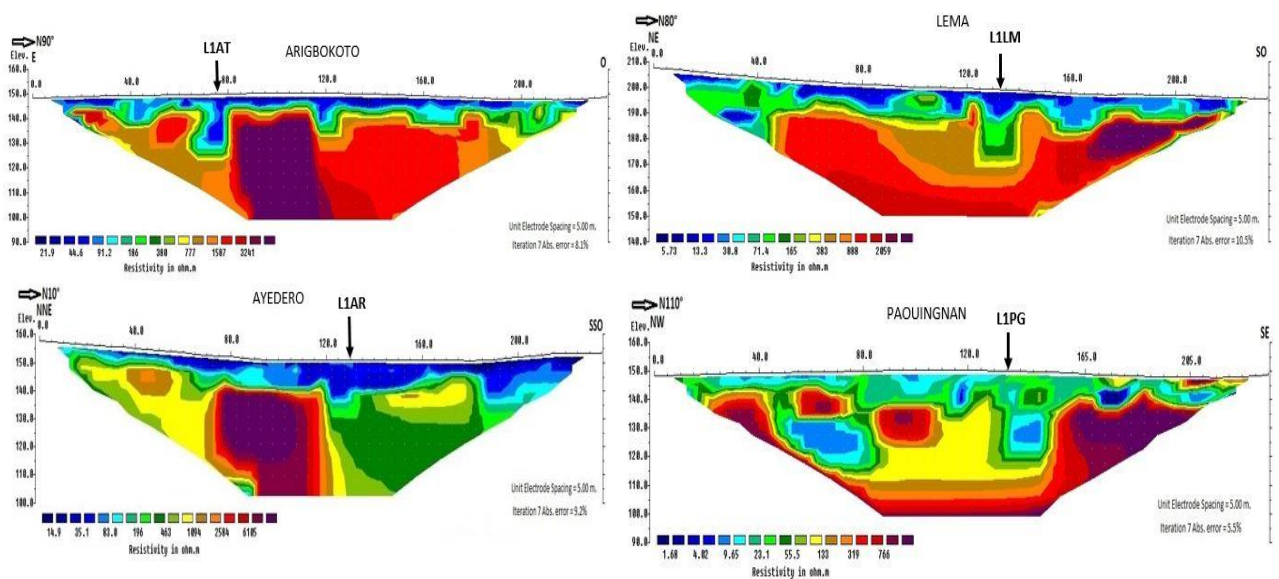 N90°
ARIGBOKOTO
L1AT
Elev. E
O
0.0 40.0 80.0 120.0 200.0
160.0
150.0
140.0
130.0
120.0
110.0
100.0
90.0
Unit Electrode Spacing = 5.00 m.
Iteration 7 Abs. error = 8.1%
21.9 44.6 91.2 186 380 777 1587 3241
Resistivity in ohm.m
N80°
LEMA
NE
L1LM
SO
Elev.
0.0 40.0 120.0 160.0 200.0
210.0
200.0
190.0
180.0
170.0
160.0
150.0
140.0
Unit Electrode Spacing = 5.00 m.
Iteration 7 Abs. error = 10.5%
5.73 13.3 30.8 71.4 165 383 888 2059
Resistivity in ohm.m
N10°
AYEDERO
L1AR
NNE
SSO
Elev.
0.0 40.0 80.0 160.0 200.0
160.0
150.0
140.0
130.0
120.0
110.0
100.0
Unit Electrode Spacing = 5.00 m.
Iteration 7 Abs. error = 9.2%
14.9 35.1 83.0 196 463 1094 2584 6105
Resistivity in ohm.m
N110°
PAOUINGNAN
L1PG
Elev. NW
SE
0.0 40.0 80.0 120.0 165.0 205.0
150.0
140.0
130.0
120.0
110.0
100.0
90.0
Unit Electrode Spacing = 5.00 m.
Iteration 7 Abs. error = 5.5%
1.68 4.02 9.65 23.1 55.5 133 319 766
Resistivity in ohm.m